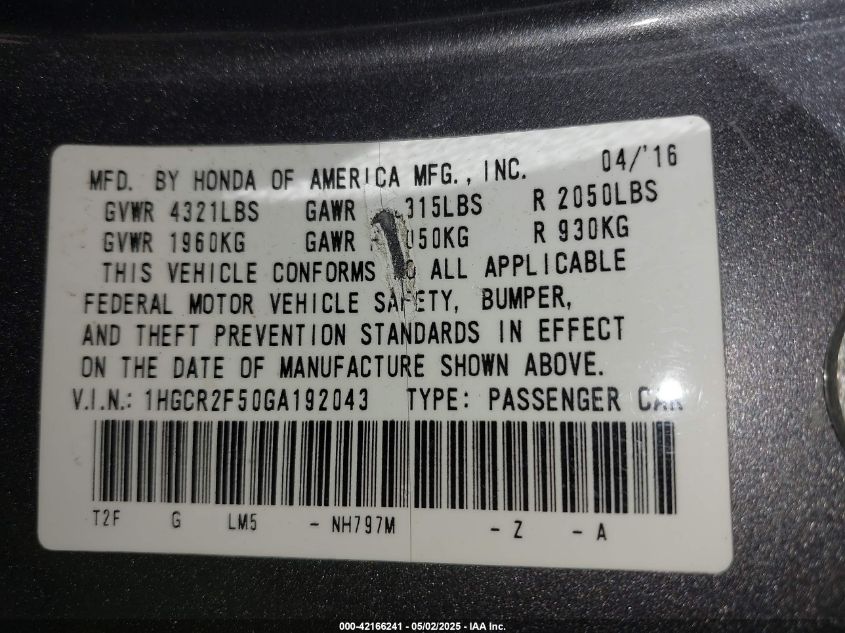 MFD. BY HONDA OF AMERICA MFG., INC. 04/'16
GVWR 4321LBS GAWR 315LBS R 2050LBS
GVWR 1960KG GAWR 050KG R 930KG
THIS VEHICLE CONFORMS ALL APPLICABLE
FEDERAL MOTOR VEHICLE SAFETY, BUMPER,
AND THEFT PREVENTION STANDARDS IN EFFECT
ON THE DATE OF MANUFACTURE SHOWN ABOVE.
V.I.N.: 1HGCR2F50GA192043 TYPE: PASSENGER CAR
T2F G LM5 - NH797M - Z - A
000-42166241 - 05/02/2025 - IAA Inc.